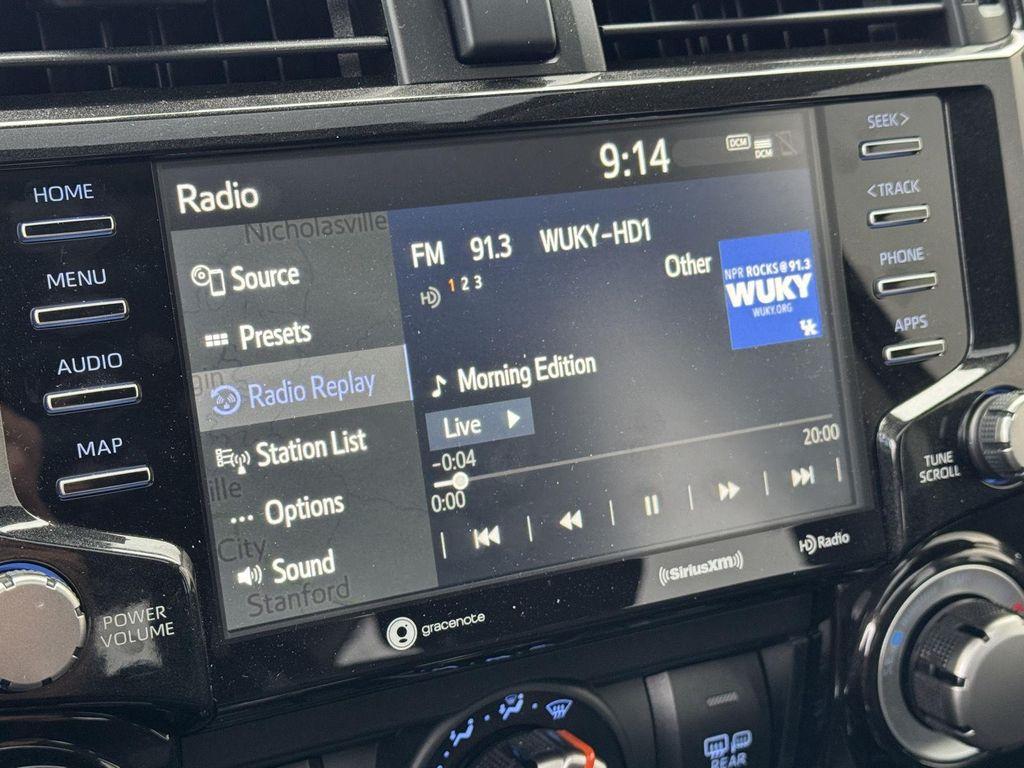 SEEK>
<TRACK
PHONE
APPS
TUNE
SCROLL
HOME
MENU
AUDIO
MAP
POWER
VOLUME
Radio
9:14
DCM
DCM
Nicholasville
Source
Presets
Radio Replay
Station List
Options
City
Sound
Stanford
FM 91.3 WUKY-HD1
HD 1 2 3
Other
NPR ROCKS@91.3
WUKY
WUKY.ORG
UK
Morning Edition
Live
-0:04
0:00
20:00
gracenote
((SiriusXM))
HD Radio
REAR